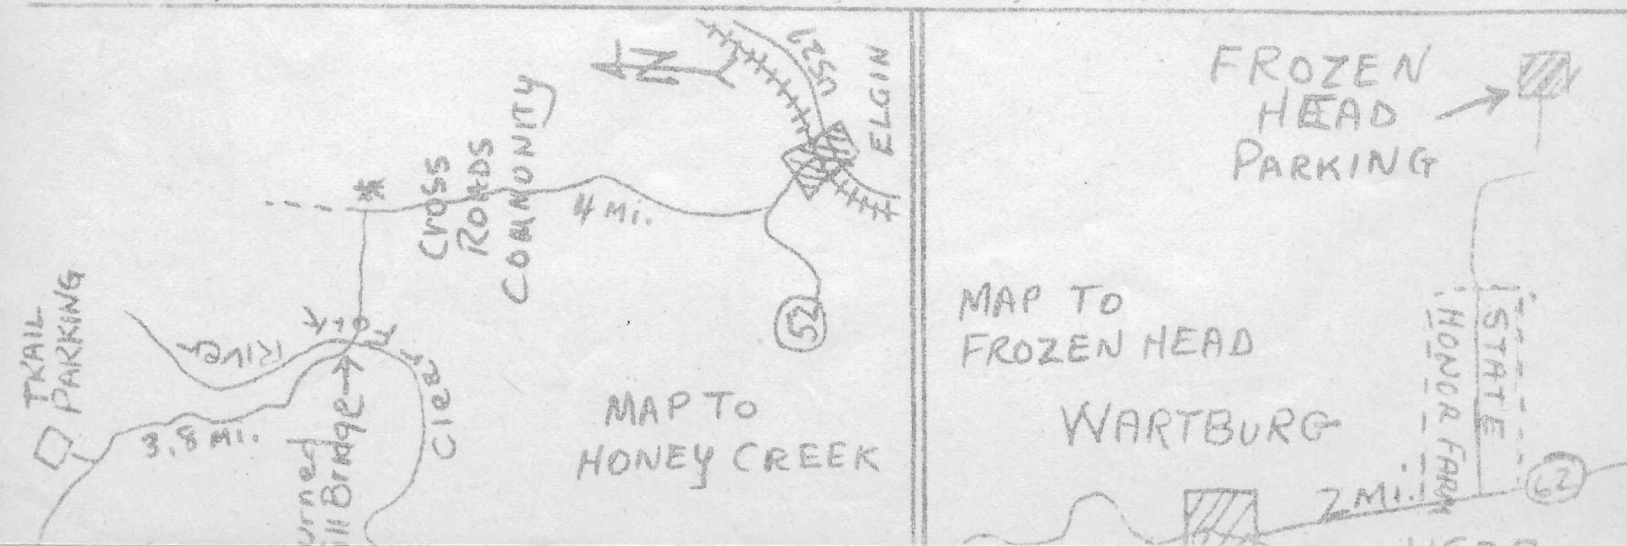 N
US27
ELGIN
CROSS
ROADS
COMMUNITY
4 Mi.
52
TRAIL
PARKING
RIVER
Clear
3.8 Mi.
Bridge
MAP TO
HONEY CREEK
FROZEN
HEAD
PARKING
MAP TO
FROZEN HEAD
WARTBURG
STATE
HONOR FARM
2 Mi.
62